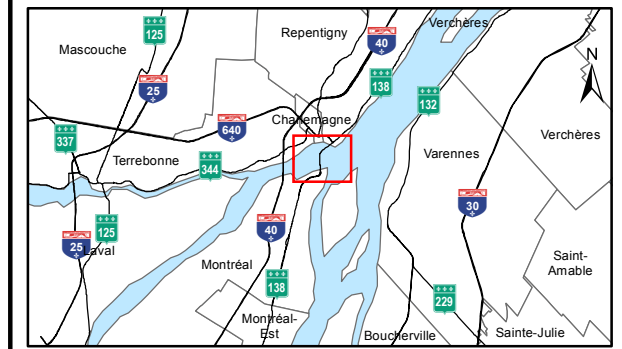 Verchères
125
Repentigny
Mascouche
40
N
25
138
132
Charlemagne
640
337
Verchères
Terrebonne
344
Varennes
30
125
40
25
Laval
Montréal
Saint-
Amable
138
229
Montréal-
Est
Boucherville
Sainte-Julie